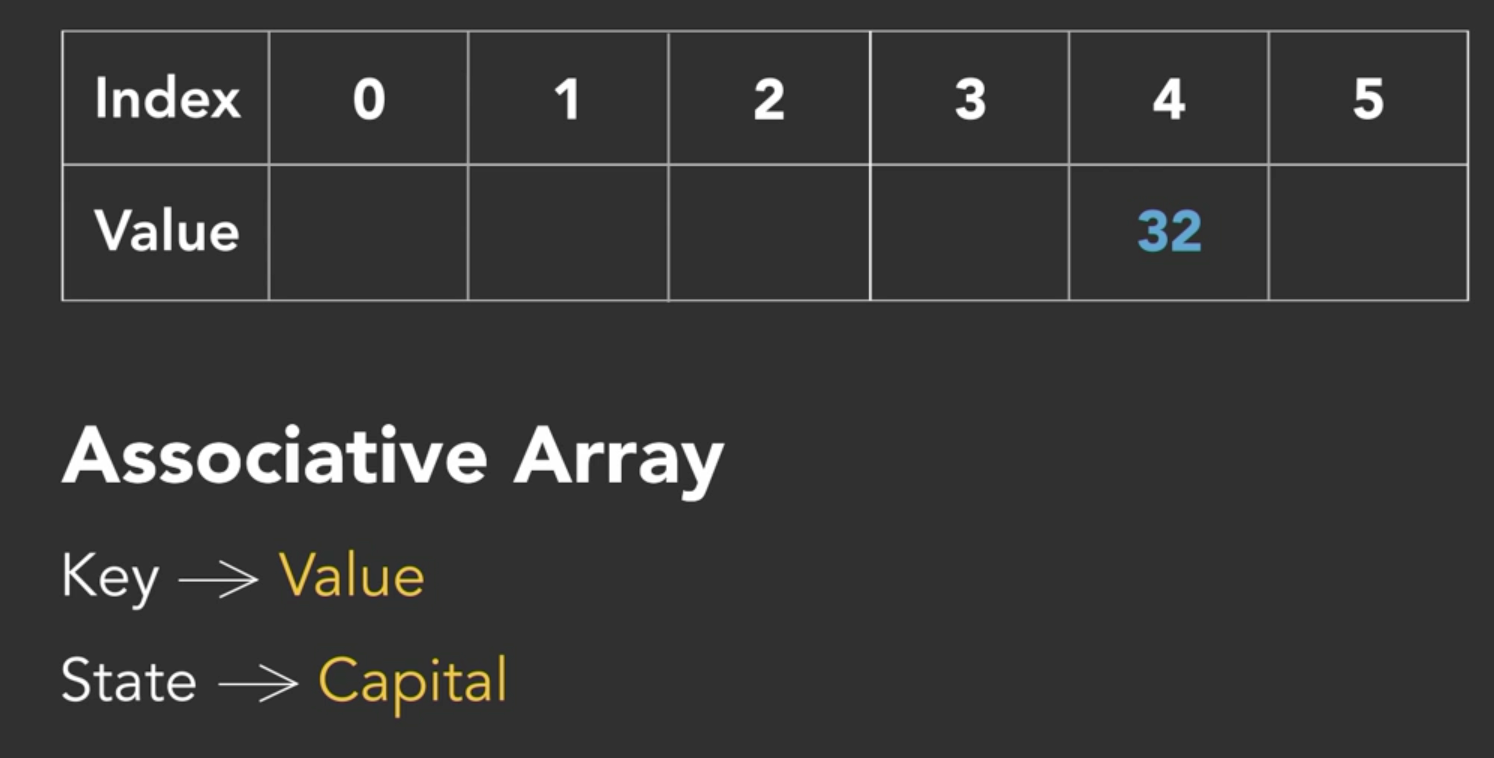 Index 0 1 2 3 4 5
Value 32
Associative Array
Key → Value
State → Capital